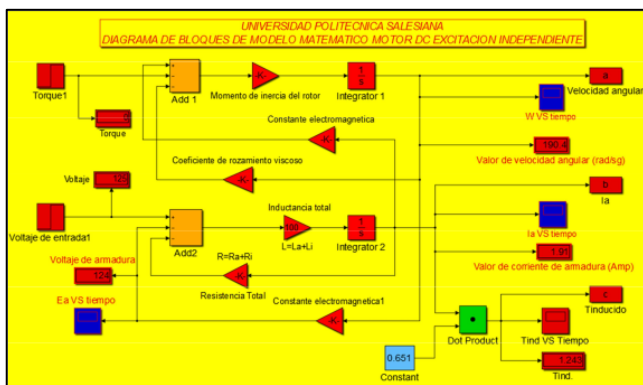 UNIVERSIDAD POLITECNICA SALESIANA
DIAGRAMA DE BLOQUES DE MODELO MATEMATICO MOTOR DC EXCITACION INDEPENDIENTE
Torque1
Torque
Add 1
-K-
Momento de inercia del rotor
1
s
Integrator 1
a
Velocidad angular
W VS tiempo
Constante electromagnetica
-K-
190.4
Valor de velocidad angular (rad/sg)
Coeficiente de rozamiento viscoso
-K-
Voltaje
125
Voltaje de entrada1
Add2
Inductancia total
100
L=La+Li
1
s
Integrator 2
b
Ia
Ia VS tiempo
1.91
Valor de corriente de armadura (Amp)
Voltaje de armadura
124
R=Ra+Ri
-K-
Resistencia Total
Ea VS tiempo
Constante electromagnetica1
-K-
0.651
Constant
Dot Product
c
Tinducido
Tind VS Tiempo
1.243
Tind.